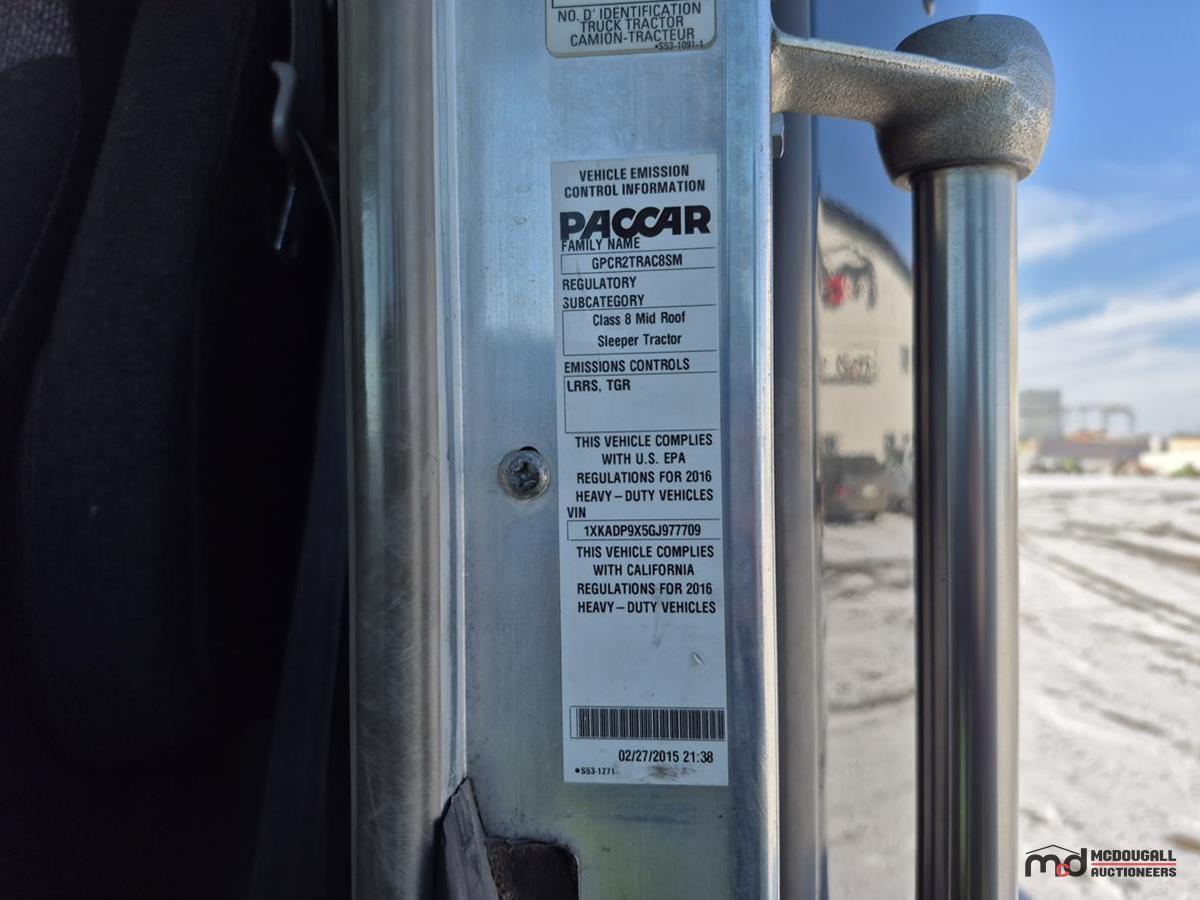 NO. D' IDENTIFICATION
TRUCK TRACTOR
CAMION-TRACTEUR
•S53-1091-1
VEHICLE EMISSION
CONTROL INFORMATION
PACCAR
FAMILY NAME
GPCR2TRAC8SM
REGULATORY
SUBCATEGORY
Class 8 Mid Roof
Sleeper Tractor
EMISSIONS CONTROLS
LRRS, TGR
THIS VEHICLE COMPLIES
WITH U.S. EPA
REGULATIONS FOR 2016
HEAVY – DUTY VEHICLES
VIN
1XKADP9X5GJ977709
THIS VEHICLE COMPLIES
WITH CALIFORNIA
REGULATIONS FOR 2016
HEAVY – DUTY VEHICLES
02/27/2015 21:38
•S53-1271
md MCDOUGALL
AUCTIONEERS